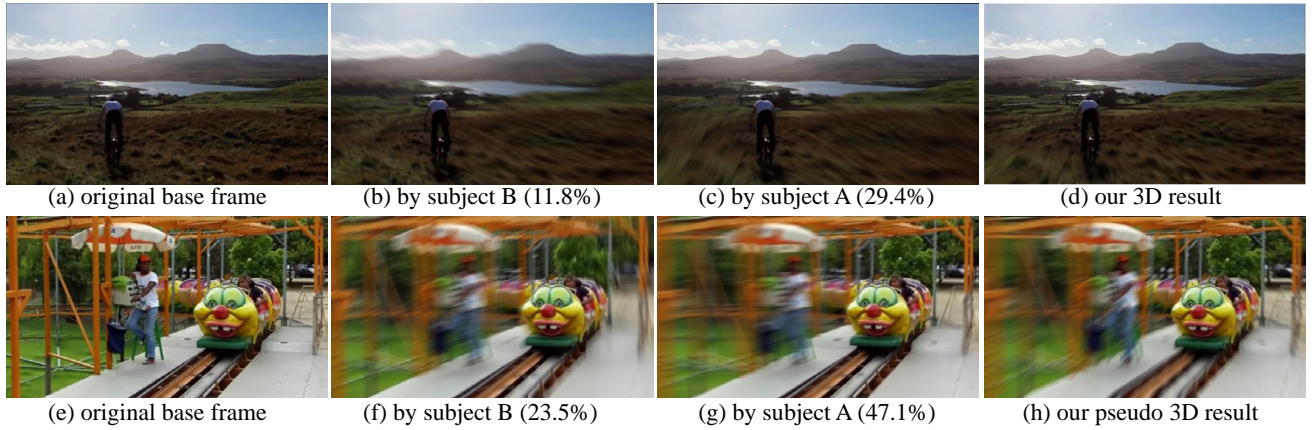 (a) original base frame
(b) by subject B (11.8%)
(c) by subject A (29.4%)
(d) our 3D result
(e) original base frame
(f) by subject B (23.5%)
(g) by subject A (47.1%)
(h) our pseudo 3D result